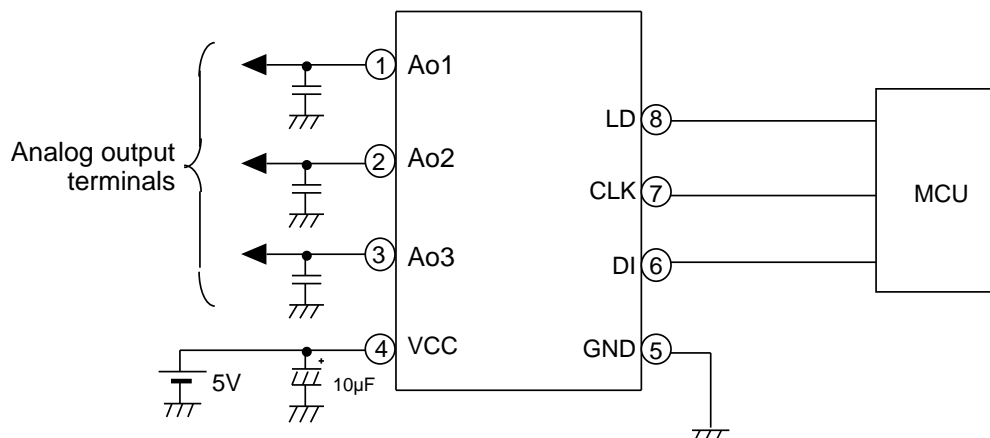 Analog output
terminals
1 Ao1
2 Ao2
3 Ao3
4 VCC
5V
+
10µF
LD 8
CLK 7
DI 6
GND 5
MCU